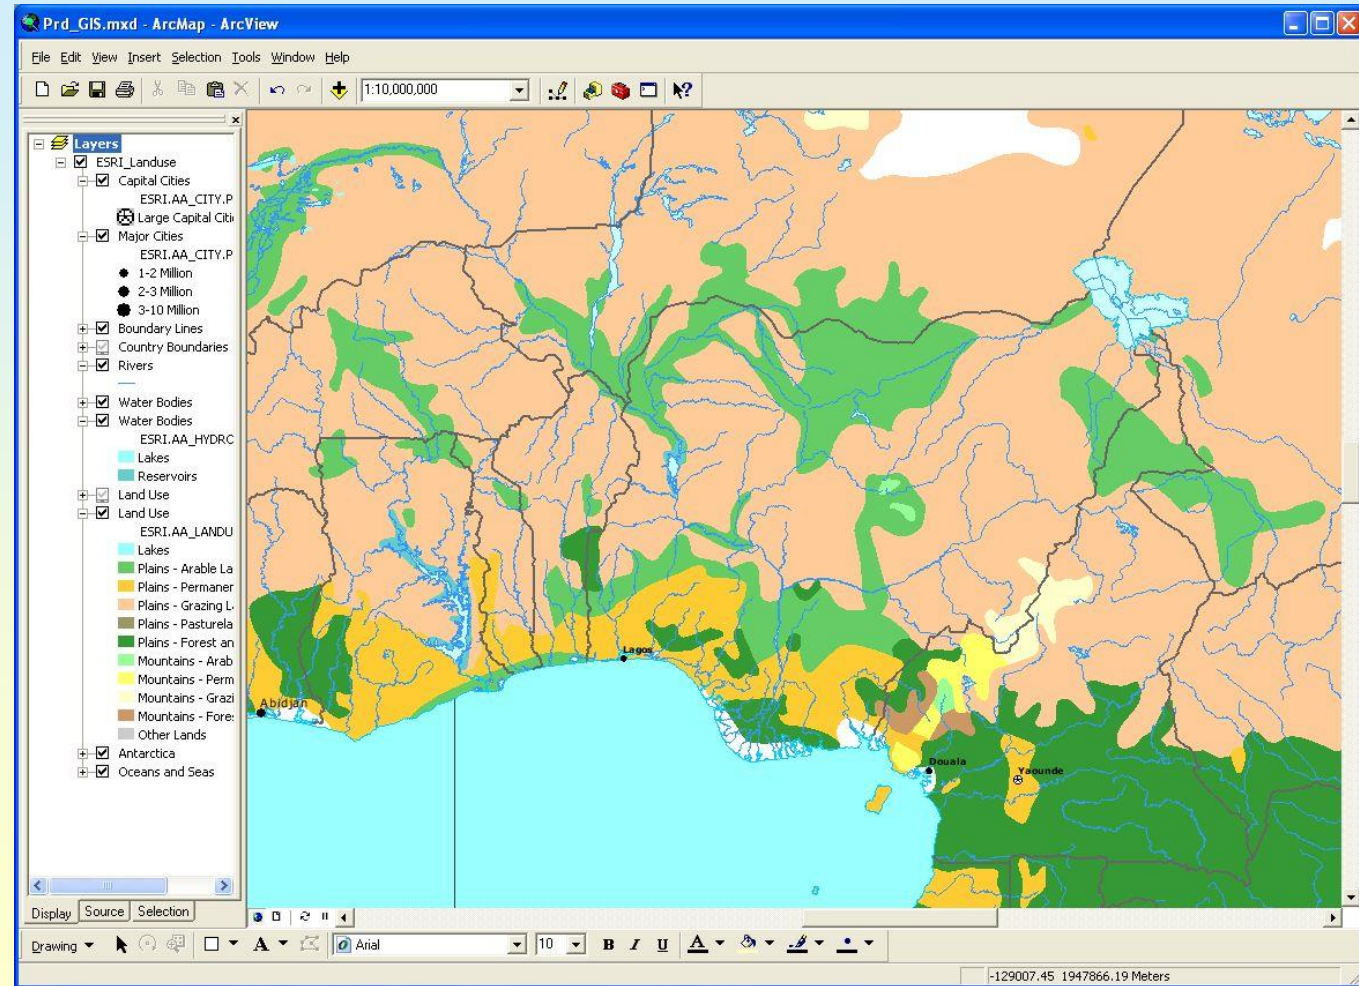 Prd_GIS.mxd - ArcMap - ArcView
File Edit View Insert Selection Tools Window Help
1:10,000,000
Layers
ESRI_Landuse
Capital Cities
ESRI.AA_CITY.P
Large Capital Citi
Major Cities
ESRI.AA_CITY.P
1-2 Million
2-3 Million
3-10 Million
Boundary Lines
Country Boundaries
Rivers
Water Bodies
Water Bodies
ESRI.AA_HYDRO
Lakes
Reservoirs
Land Use
Land Use
ESRI.AA_LANDU
Lakes
Plains - Arable La
Plains - Permaner
Plains - Grazing L
Plains - Pasturela
Plains - Forest an
Mountains - Arab
Mountains - Perm
Mountains - Grazi
Mountains - Fore
Other Lands
Antarctica
Oceans and Seas
Lagos
Abidjan
Douala
Yaounde
Display Source Selection
Drawing A Arial 10 B I U A
-129007.45 1947866.19 Meters